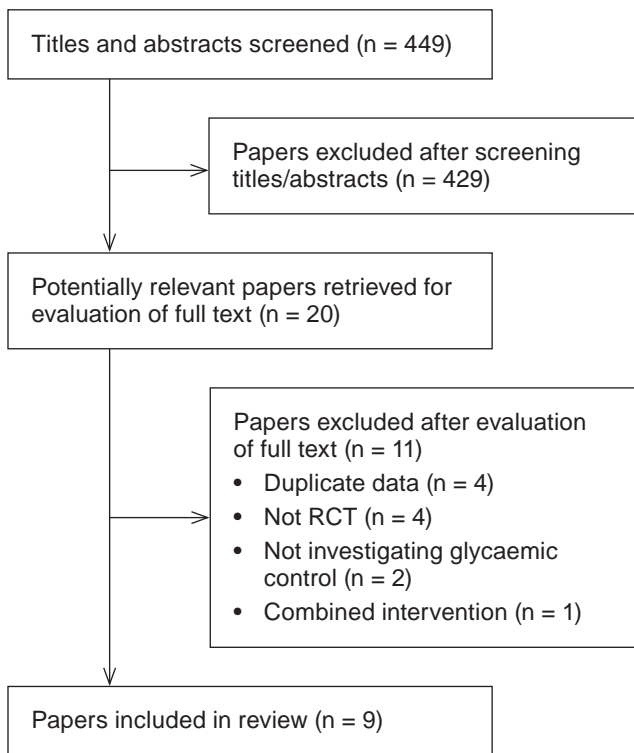 Titles and abstracts screened (n = 449)
Papers excluded after screening
titles/abstracts (n = 429)
Potentially relevant papers retrieved for
evaluation of full text (n = 20)
Papers excluded after evaluation
of full text (n = 11)
• Duplicate data (n = 4)
• Not RCT (n = 4)
• Not investigating glycaemic
control (n = 2)
• Combined intervention (n = 1)
Papers included in review (n = 9)